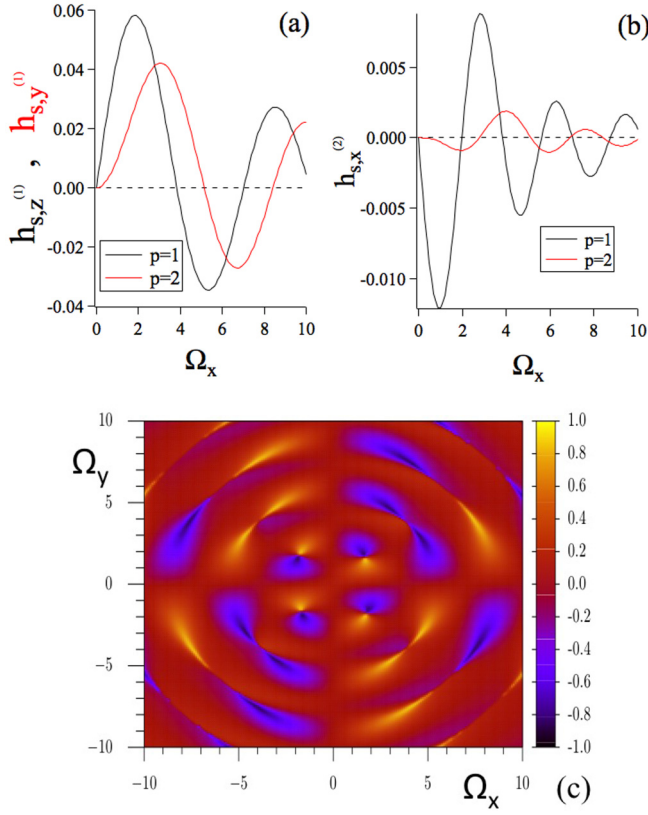 (a)
0.06
0.04
0.02
0.00
-0.02
-0.04
h_{s,z}^{(1)} , h_{s,y}^{(1)}
p=1
p=2
0 2 4 6 8 10
Ω_x
(b)
0.005
0.000
-0.005
-0.010
h_{s,x}^{(2)}
p=1
p=2
0 2 4 6 8 10
Ω_x
10
5
0
-5
-10
Ω_y
-10 -5 0 5 10
Ω_x
1.0
0.8
0.6
0.4
0.2
0.0
-0.2
-0.4
-0.6
-0.8
-1.0
(c)